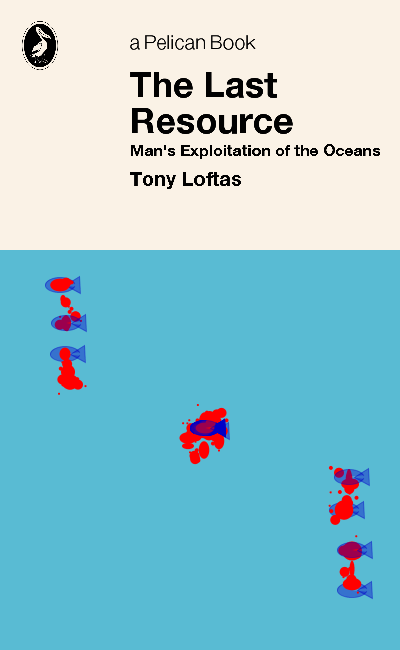 a Pelican Book
The Last
Resource
Man's Exploitation of the Oceans
Tony Loftas